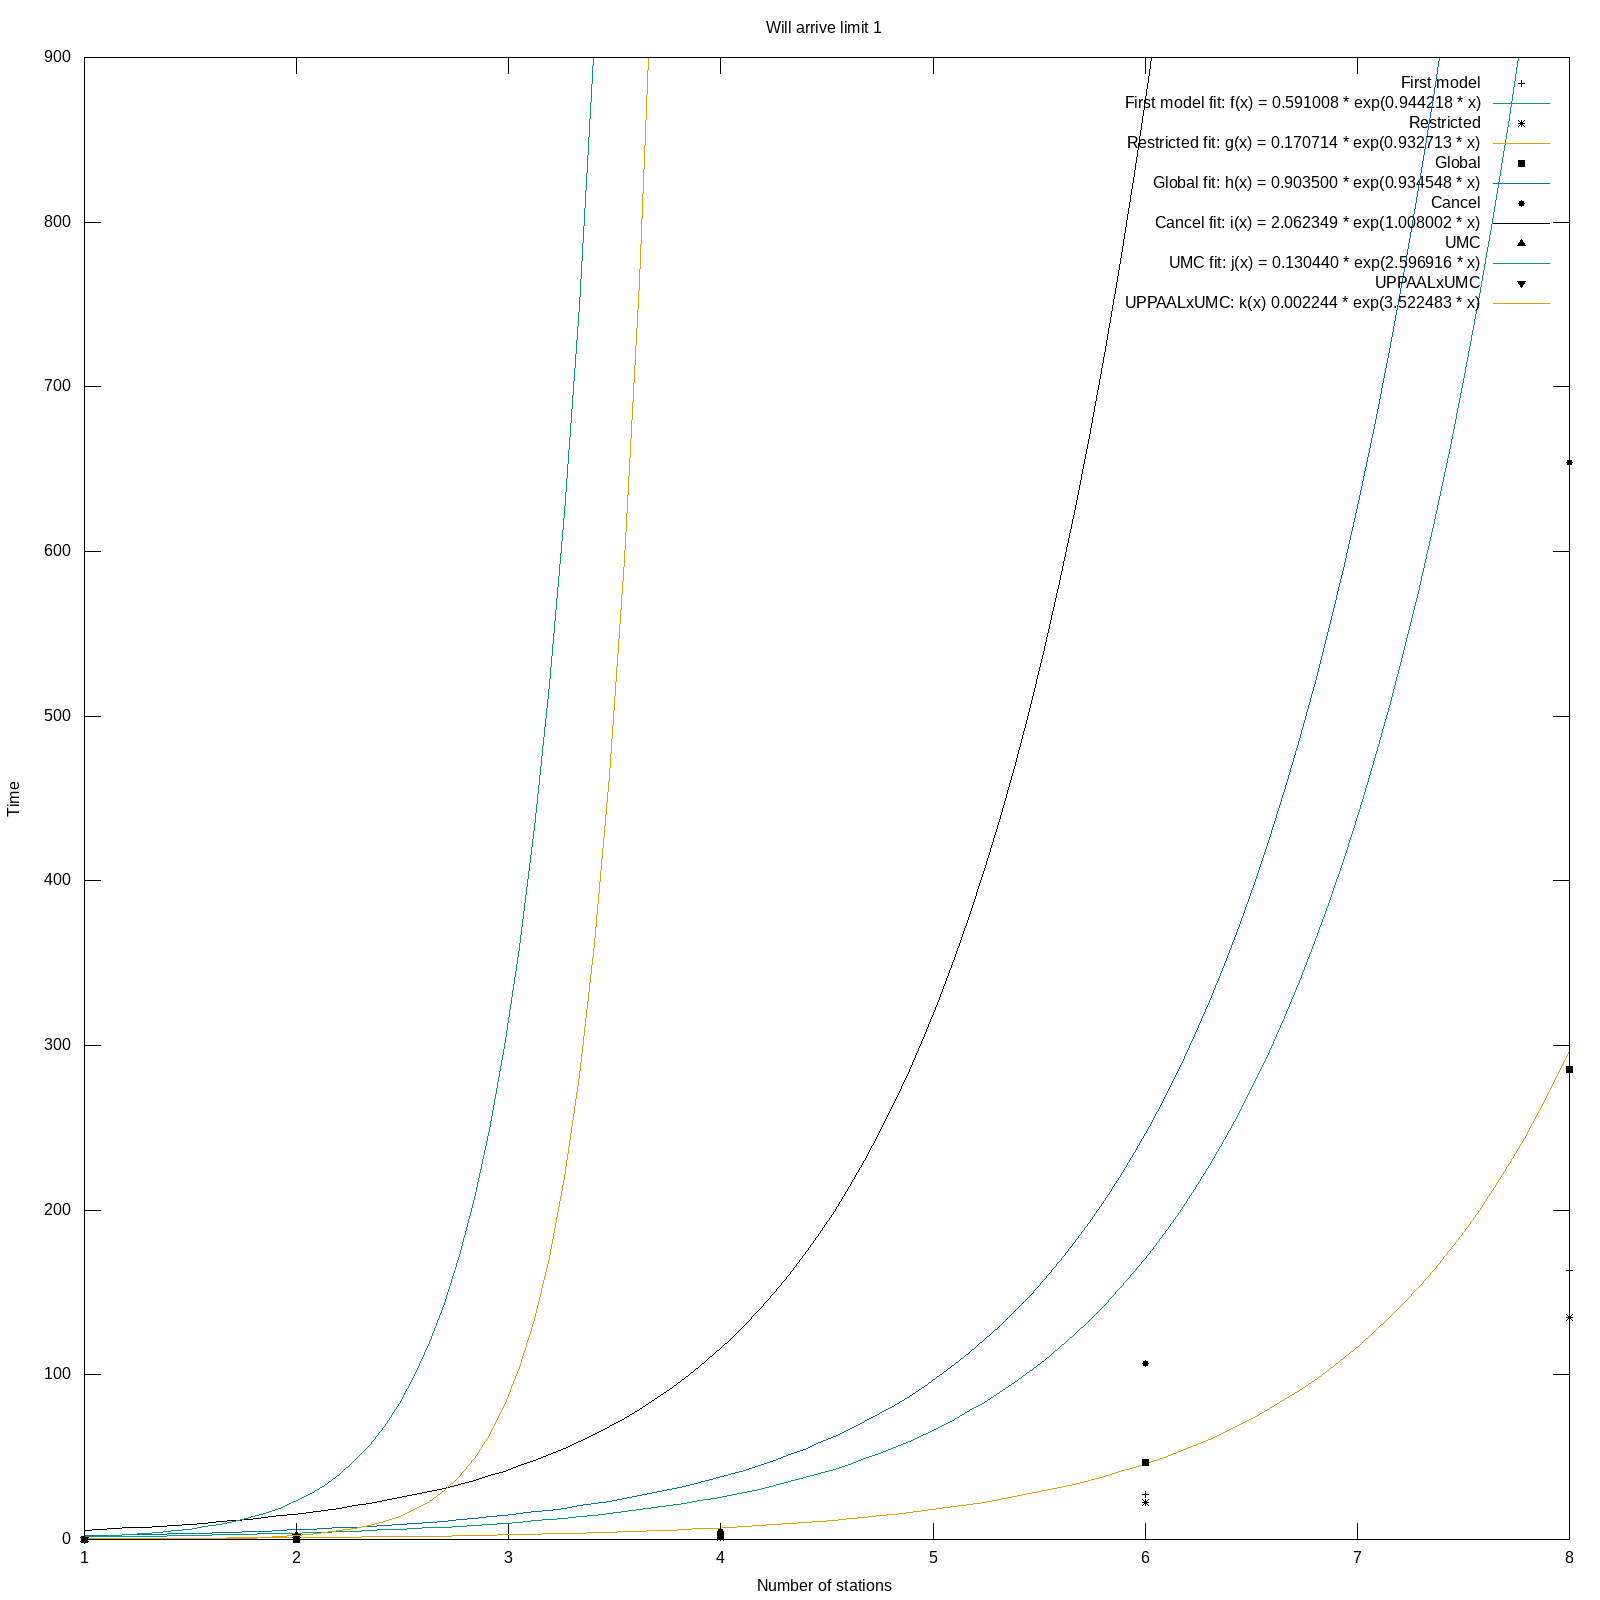 Will arrive limit 1
900
800
700
600
500
400
300
200
100
0
Time
First model
First model fit: f(x) = 0.591008 * exp(0.944218 * x)
Restricted
Restricted fit: g(x) = 0.170714 * exp(0.932713 * x)
Global
Global fit: h(x) = 0.903500 * exp(0.934548 * x)
Cancel
Cancel fit: i(x) = 2.062349 * exp(1.008002 * x)
UMC
UMC fit: j(x) = 0.130440 * exp(2.596916 * x)
UPPAALxUMC
UPPAALxUMC: k(x) 0.002244 * exp(3.522483 * x)
1 2 3 4 5 6 7 8
Number of stations